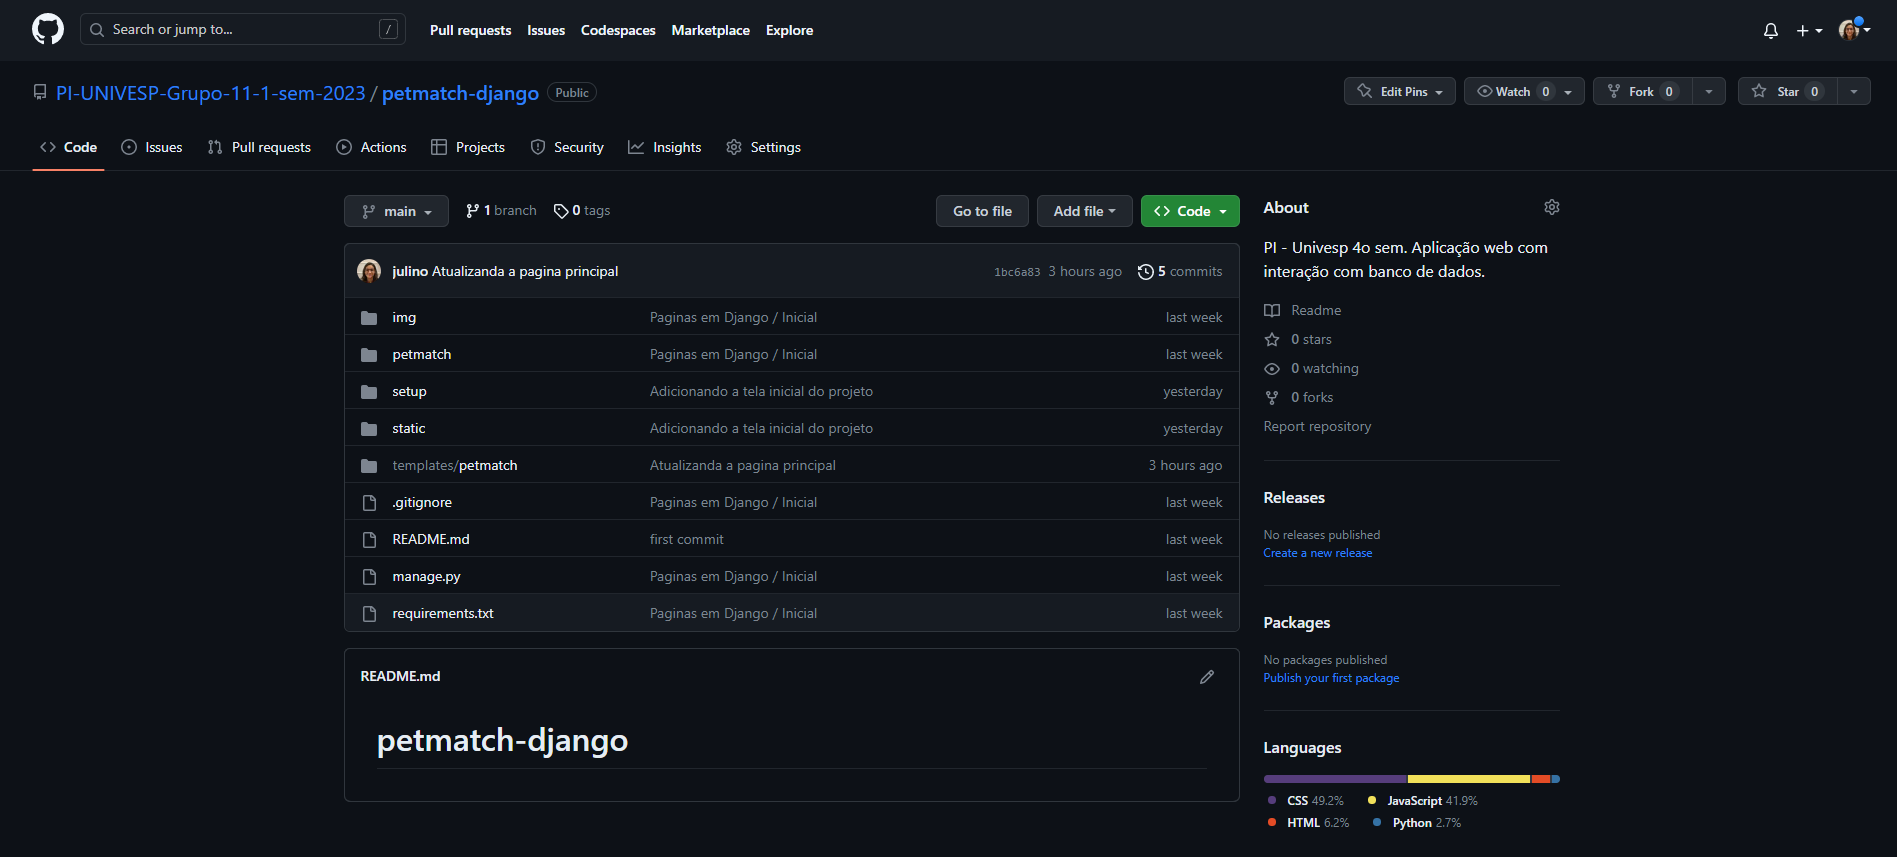 Search or jump to... / Pull requests Issues Codespaces Marketplace Explore
PI-UNIVESP-Grupo-11-1-sem-2023 / petmatch-django Public Edit Pins Watch 0 Fork 0 Star 0
Code Issues Pull requests Actions Projects Security Insights Settings
main 1 branch 0 tags Go to file Add file Code
julino Atualizanda a pagina principal 1bc6a83 3 hours ago 5 commits
img Paginas em Django / Inicial last week
petmatch Paginas em Django / Inicial last week
setup Adicionando a tela inicial do projeto yesterday
static Adicionando a tela inicial do projeto yesterday
templates/petmatch Atualizanda a pagina principal 3 hours ago
.gitignore Paginas em Django / Inicial last week
README.md first commit last week
manage.py Paginas em Django / Inicial last week
requirements.txt Paginas em Django / Inicial last week
README.md
petmatch-django
About
PI - Univesp 4o sem. Aplicação web com
interação com banco de dados.
Readme
0 stars
0 watching
0 forks
Report repository
Releases
No releases published
Create a new release
Packages
No packages published
Publish your first package
Languages
CSS 49.2% JavaScript 41.9%
HTML 6.2% Python 2.7%